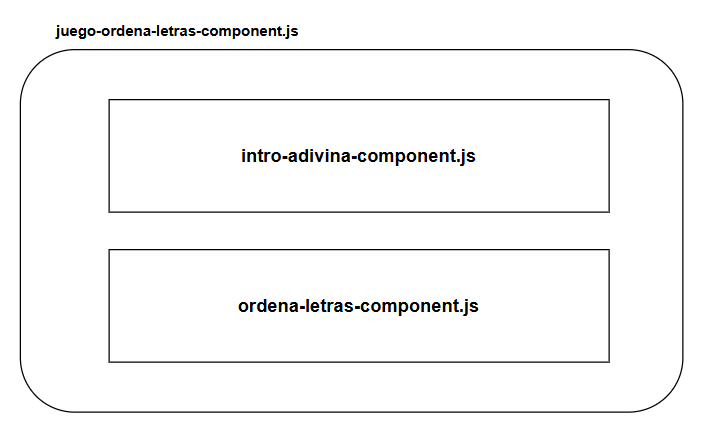 juego-ordena-letras-component.js
intro-adivina-component.js
ordena-letras-component.js